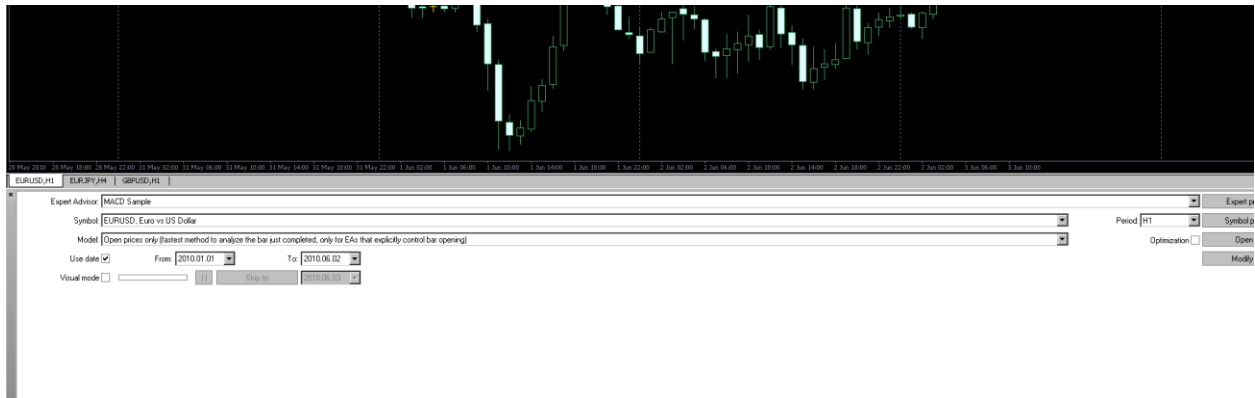 28 May 2010 28 May 18:00 28 May 22:00 31 May 02:00 31 May 06:00 31 May 10:00 31 May 14:00 31 May 18:00 31 May 22:00 1 Jun 02:00 1 Jun 06:00 1 Jun 10:00 1 Jun 14:00 1 Jun 18:00 1 Jun 22:00 2 Jun 02:00 2 Jun 06:00 2 Jun 10:00 2 Jun 14:00 2 Jun 18:00 2 Jun 22:00 3 Jun 02:00 3 Jun 06:00 3 Jun 10:00
EURUSD,H1 EURJPY,H4 GBPUSD,H1
Expert Advisor: MACD Sample Expert pr
Symbol: EURUSD, Euro vs US Dollar Period: H1 Symbol p
Model: Open prices only (fastest method to analyze the bar just completed, only for EAs that explicitly control bar opening) Optimization Open
Use date From: 2010.01.01 To: 2010.06.02 Modify
Visual mode Skip to 2010.06.03